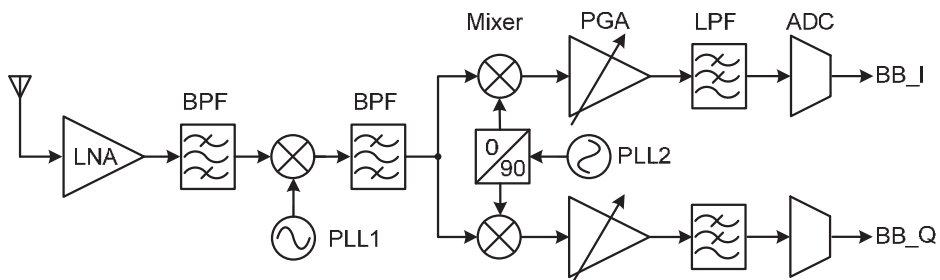 Mixer PGA LPF ADC
BB_I
BPF BPF
LNA
0
90
PLL2
PLL1
BB_Q